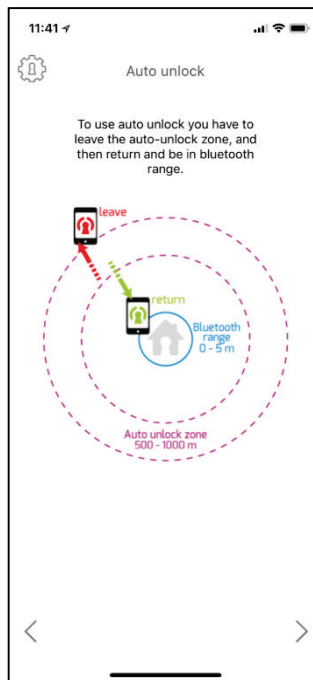 11:41
Auto unlock
To use auto unlock you have to
leave the auto-unlock zone, and
then return and be in bluetooth
range.
leave
return
Bluetooth
range
0 - 5 m
Auto unlock zone
500 - 1000 m